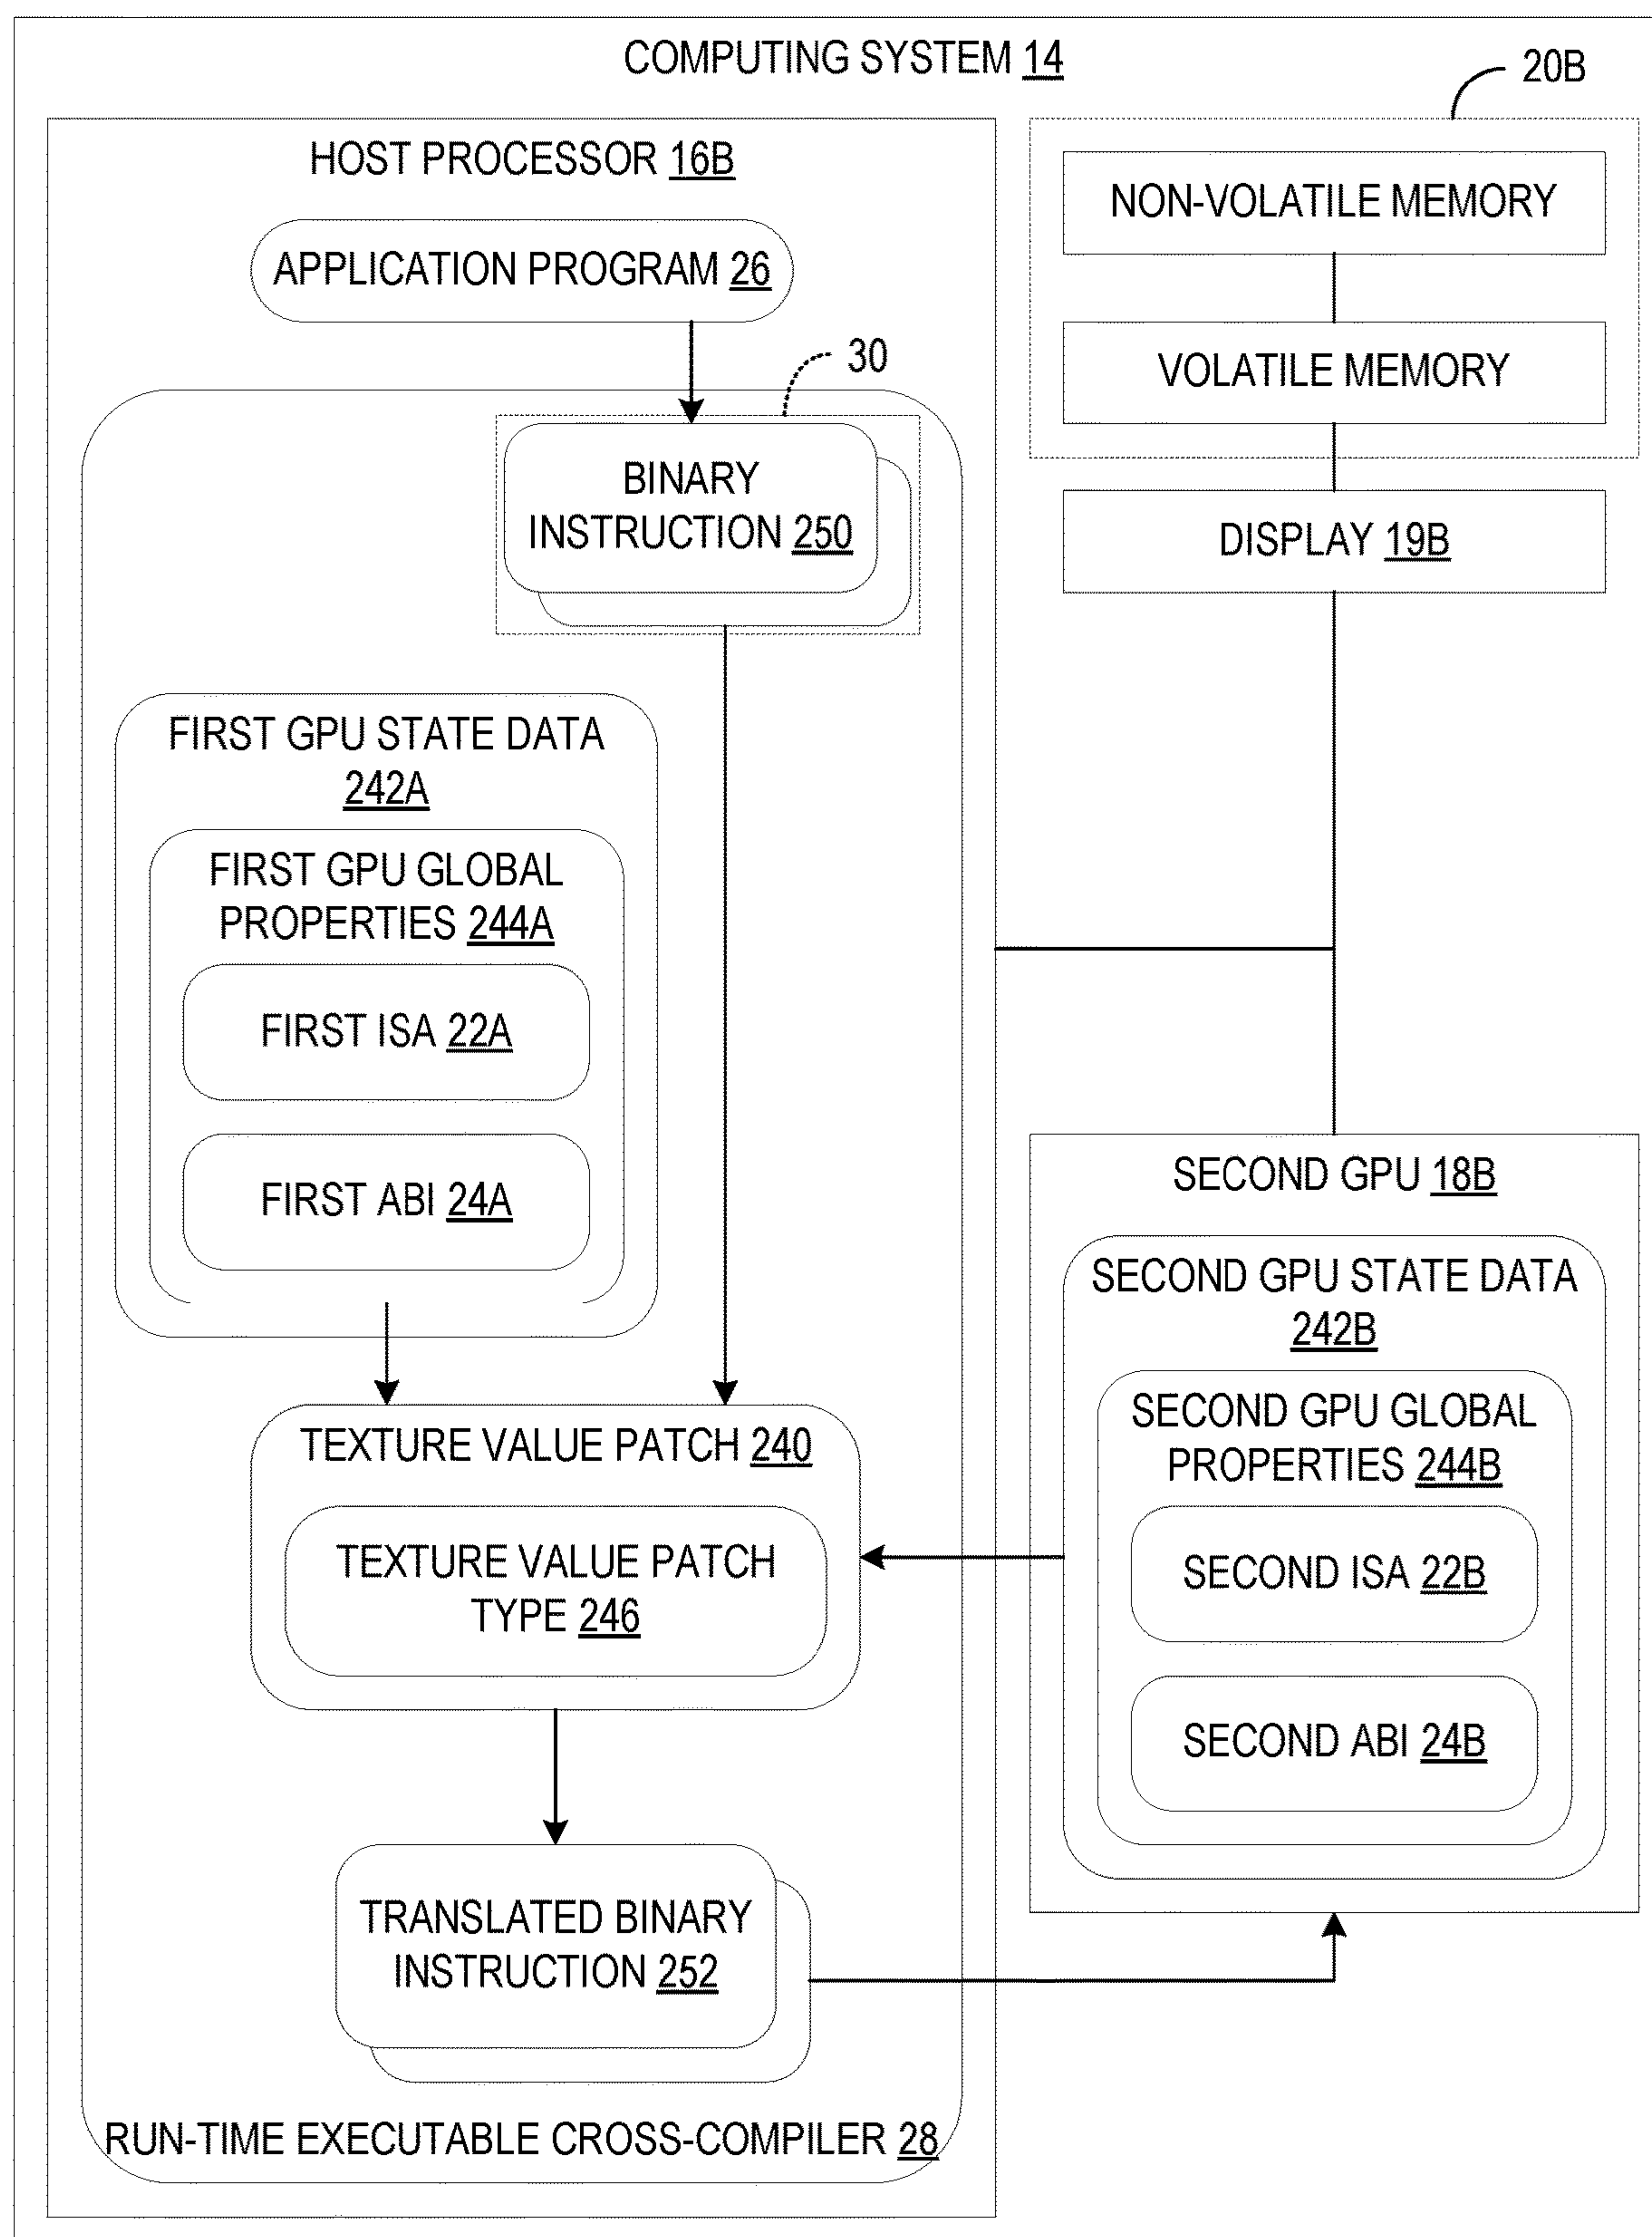 COMPUTING SYSTEM 14
20B
HOST PROCESSOR 16B
NON-VOLATILE MEMORY
APPLICATION PROGRAM 26
VOLATILE MEMORY
30
BINARY
INSTRUCTION 250
DISPLAY 19B
FIRST GPU STATE DATA
242A
FIRST GPU GLOBAL
PROPERTIES 244A
FIRST ISA 22A
FIRST ABI 24A
SECOND GPU 18B
SECOND GPU STATE DATA
242B
SECOND GPU GLOBAL
PROPERTIES 244B
SECOND ISA 22B
SECOND ABI 24B
TEXTURE VALUE PATCH 240
TEXTURE VALUE PATCH
TYPE 246
TRANSLATED BINARY
INSTRUCTION 252
RUN-TIME EXECUTABLE CROSS-COMPILER 28